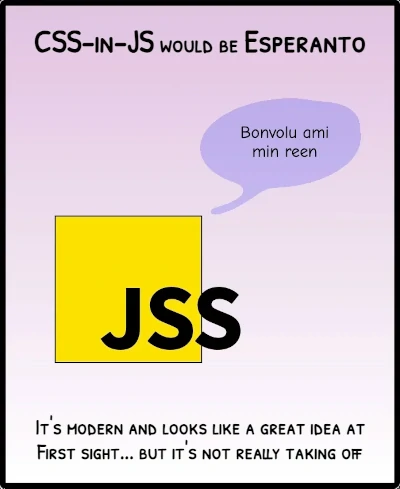 CSS-in-JS would be Esperanto
Bonvolu ami
min reen
JSS
It's modern and looks like a great idea at
First sight... but it's not really taking off